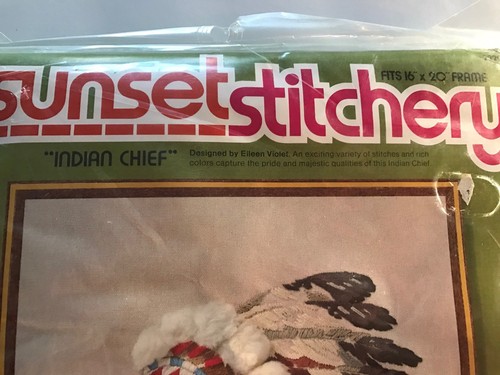 sunset stitchery
FITS 16" x 20" FRAME
"INDIAN CHIEF"
Designed by Eileen Violet. An exciting variety of stitches and rich
colors capture the pride and majestic qualities of this Indian Chief.